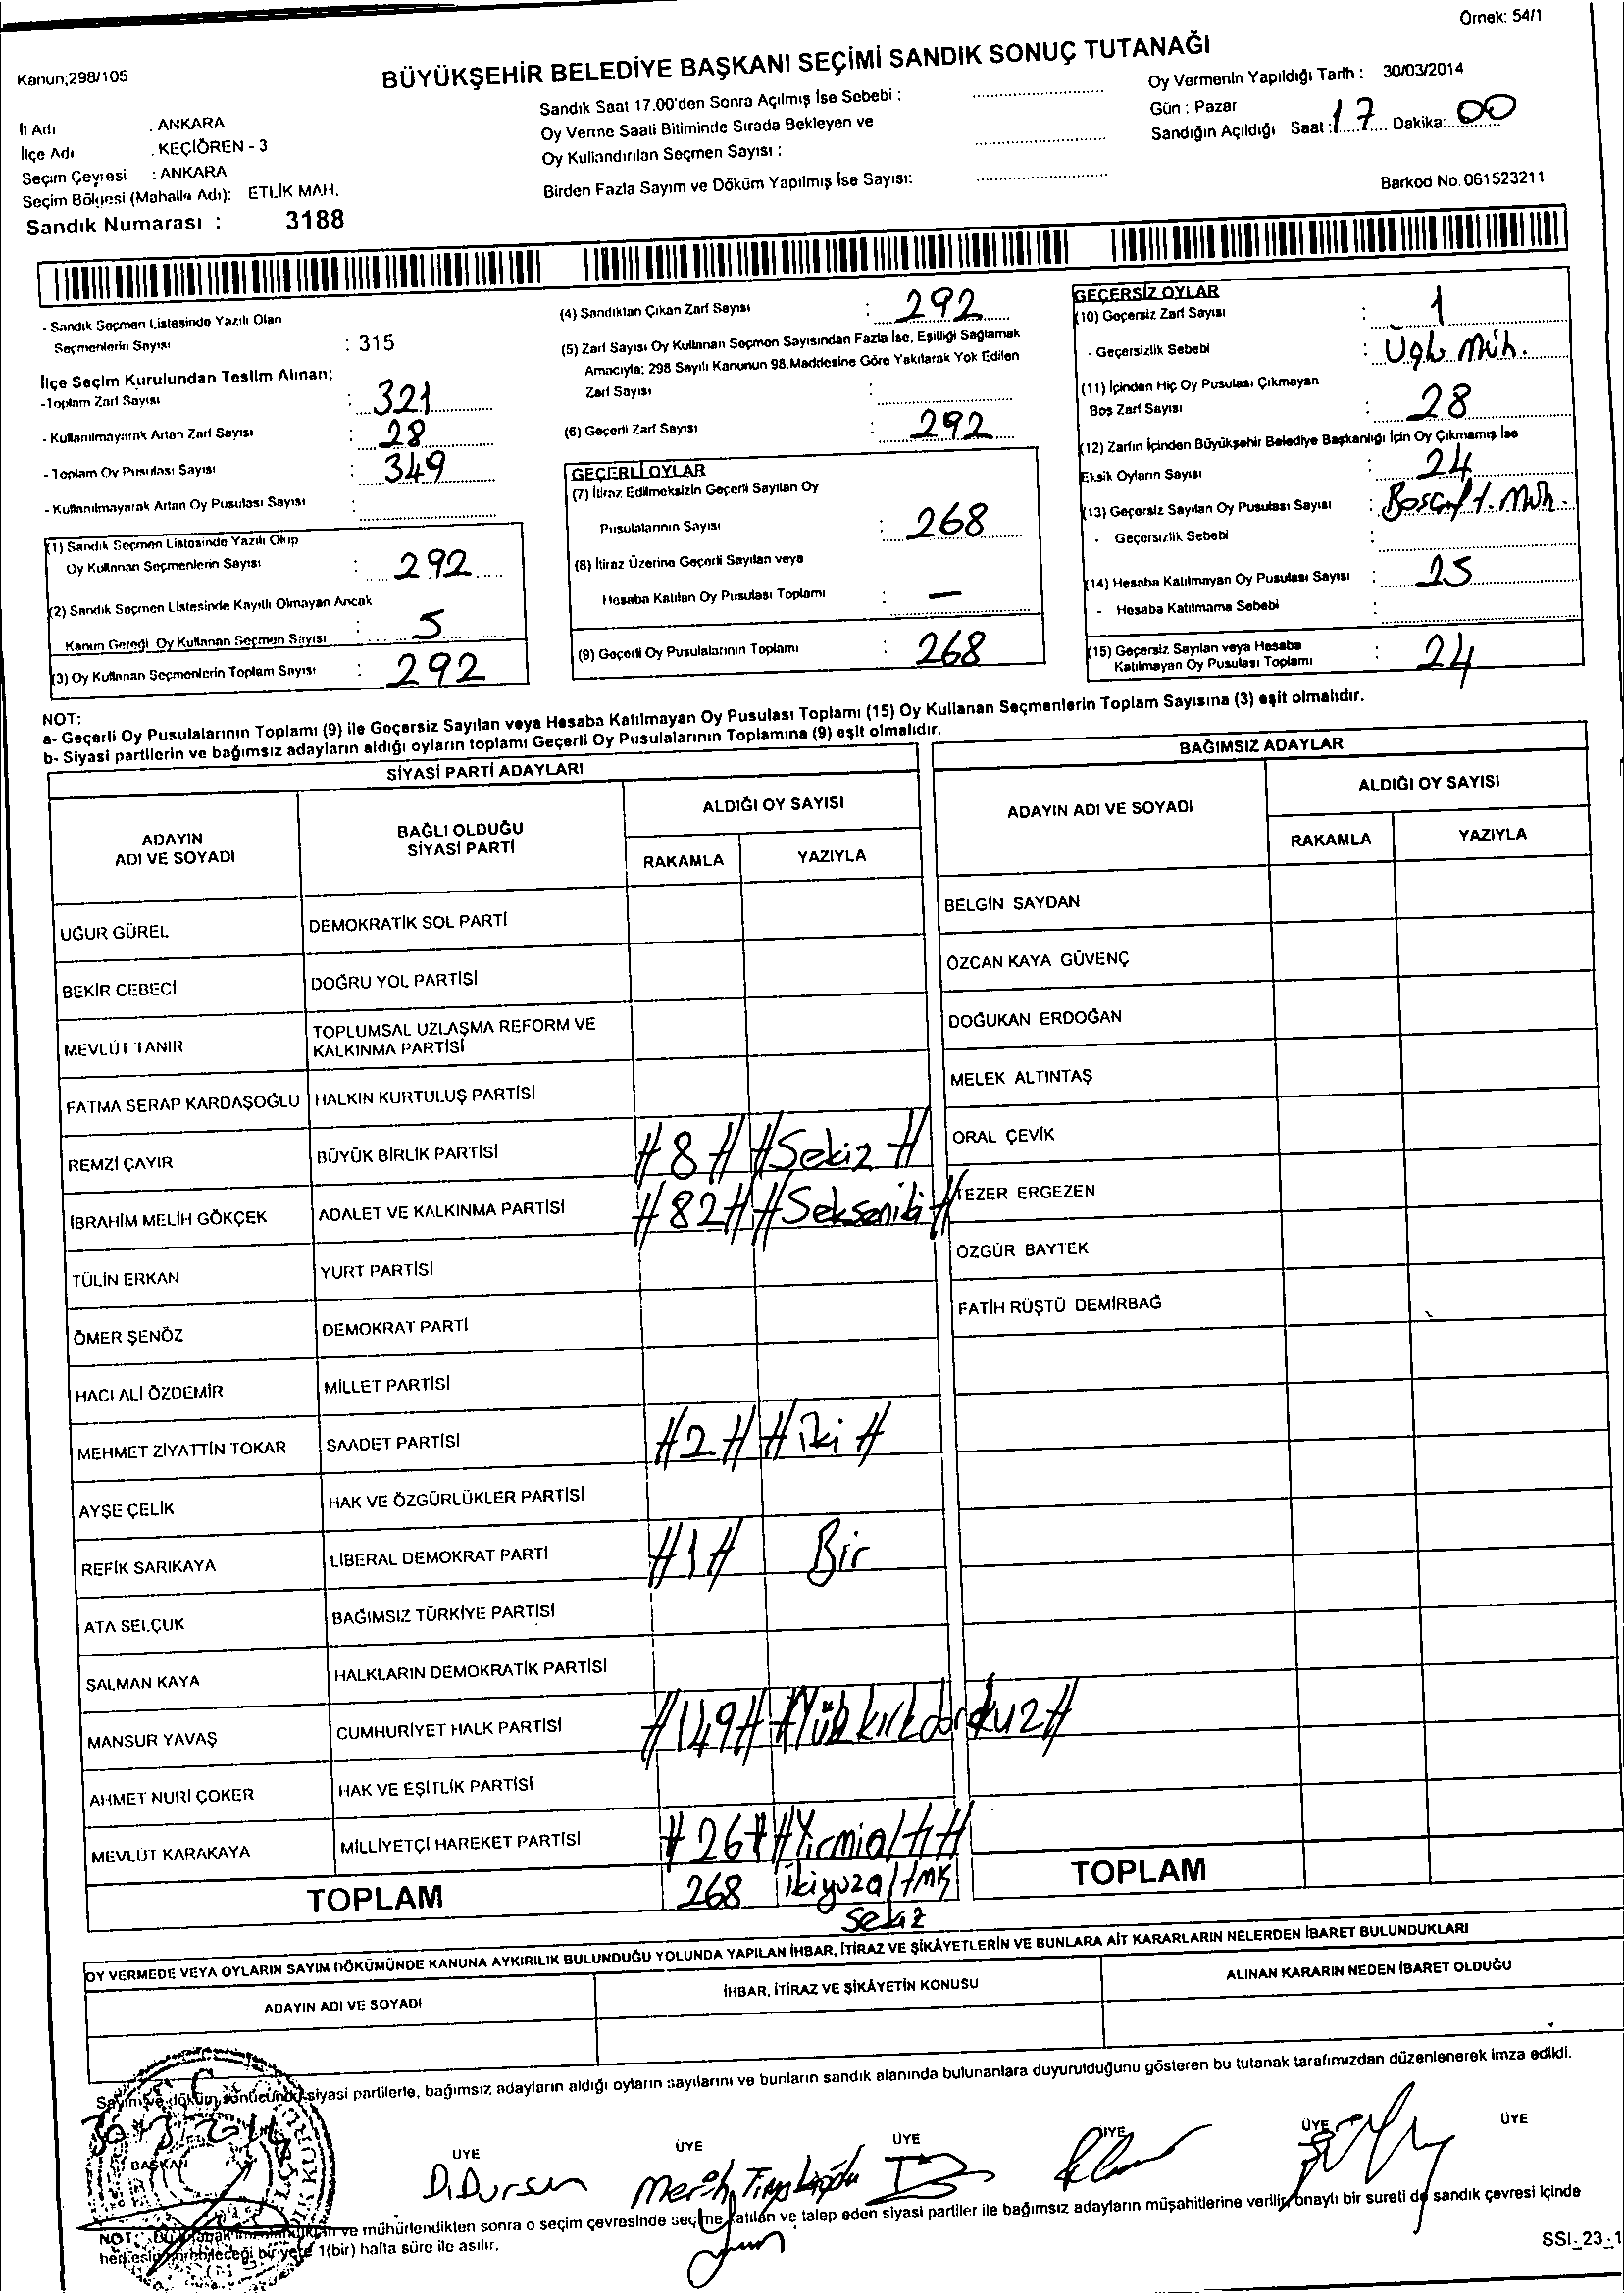 Örnek: 54/1
Kanun;298/105
BÜYÜKŞEHİR BELEDİYE BAŞKANI SEÇİMİ SANDIK SONUÇ TUTANAĞI
İl Adı : ANKARA
İlçe Adı : KEÇİÖREN - 3
Seçim Çevresi : ANKARA
Seçim Bölgesi (Mahalle Adı): ETLİK MAH.
Sandık Numarası : 3188
Sandık Saat 17.00'den Sonra Açılmış İse Sebebi :
Oy Verme Saati Bitiminde Sırada Bekleyen ve
Oy Kullandırılan Seçmen Sayısı :
Birden Fazla Sayım ve Döküm Yapılmış İse Sayısı:
Oy Vermenin Yapıldığı Tarih : 30/03/2014
Gün : Pazar
Sandığın Açıldığı Saat : 17 Dakika: 00
Barkod No: 061523211
- Sandık Seçmen Listesinde Yazılı Olan
Seçmenlerin Sayısı : 315
İlçe Seçim Kurulundan Teslim Alınan;
-Toplam Zarf Sayısı : 321
- Kullanılmayarak Artan Zarf Sayısı : 28
- Toplam Oy Pusulası Sayısı : 349
- Kullanılmayarak Artan Oy Pusulası Sayısı :
(1) Sandık Seçmen Listesinde Yazılı Olup
Oy Kullanan Seçmenlerin Sayısı : 292
(2) Sandık Seçmen Listesinde Kayıtlı Olmayan Ancak
Kanun Gereği Oy Kullanan Seçmen Sayısı : 5
(3) Oy Kullanan Seçmenlerin Toplam Sayısı : 292
(4) Sandıktan Çıkan Zarf Sayısı : 292
(5) Zarf Sayısı Oy Kullanan Seçmen Sayısından Fazla İse, Eşitliği Sağlamak
Amacıyla; 298 Sayılı Kanunun 98.Maddesine Göre Yakılarak Yok Edilen
Zarf Sayısı :
(6) Geçerli Zarf Sayısı : 292
GEÇERLİ OYLAR
(7) İtiraz Edilmeksizin Geçerli Sayılan Oy
Pusulalarının Sayısı : 268
(8) İtiraz Üzerine Geçerli Sayılan veya
Hesaba Katılan Oy Pusulası Toplamı : —
(9) Geçerli Oy Pusulalarının Toplamı : 268
GEÇERSİZ OYLAR
(10) Geçersiz Zarf Sayısı : 1
- Geçersizlik Sebebi : Müh.
(11) İçinden Hiç Oy Pusulası Çıkmayan
Boş Zarf Sayısı : 28
(12) Zarfın İçinden Büyükşehir Belediye Başkanlığı İçin Oy Çıkmamış İse
Eksik Oyların Sayısı : 24
(13) Geçersiz Sayılan Oy Pusulası Sayısı : Müh.
- Geçersizlik Sebebi :
(14) Hesaba Katılmayan Oy Pusulası Sayısı : 25
- Hesaba Katılmama Sebebi :
(15) Geçersiz Sayılan veya Hesaba
Katılmayan Oy Pusulası Toplamı : 24
NOT:
a- Geçerli Oy Pusulalarının Toplamı (9) ile Geçersiz Sayılan veya Hesaba Katılmayan Oy Pusulası Toplamı (15) Oy Kullanan Seçmenlerin Toplam Sayısına (3) eşit olmalıdır.
b- Siyasi partilerin ve bağımsız adayların aldığı oyların toplamı Geçerli Oy Pusulalarının Toplamına (9) eşit olmalıdır.
SİYASİ PARTİ ADAYLARI
ADAYIN
ADI VE SOYADI
BAĞLI OLDUĞU
SİYASİ PARTİ
ALDIĞI OY SAYISI
RAKAMLA YAZIYLA
UĞUR GÜREL DEMOKRATİK SOL PARTİ
BEKİR CEBECİ DOĞRU YOL PARTİSİ
MEVLÜT TANIR TOPLUMSAL UZLAŞMA REFORM VE
KALKINMA PARTİSİ
FATMA SERAP KARDAŞOĞLU HALKIN KURTULUŞ PARTİSİ
REMZİ ÇAYIR BÜYÜK BİRLİK PARTİSİ #8# #Sekiz#
İBRAHİM MELİH GÖKÇEK ADALET VE KALKINMA PARTİSİ #82# #Sekseniki#
TÜLİN ERKAN YURT PARTİSİ
ÖMER ŞENÖZ DEMOKRAT PARTİ
HACI ALİ ÖZDEMİR MİLLET PARTİSİ
MEHMET ZİYATTİN TOKAR SAADET PARTİSİ #2# #iki#
AYŞE ÇELİK HAK VE ÖZGÜRLÜKLER PARTİSİ
REFİK SARIKAYA LİBERAL DEMOKRAT PARTİ #1# Bir
ATA SELÇUK BAĞIMSIZ TÜRKİYE PARTİSİ
SALMAN KAYA HALKLARIN DEMOKRATİK PARTİSİ
MANSUR YAVAŞ CUMHURİYET HALK PARTİSİ #149# #Yüzkırkdokuz#
AHMET NURİ ÇOKER HAK VE EŞİTLİK PARTİSİ
MEVLÜT KARAKAYA MİLLİYETÇİ HAREKET PARTİSİ #26# #Yirmialtı#
TOPLAM 268 ikiyüzaltmış
Sekiz
BAĞIMSIZ ADAYLAR
ADAYIN ADI VE SOYADI
ALDIĞI OY SAYISI
RAKAMLA YAZIYLA
BELGİN SAYDAN
ÖZCAN KAYA GÜVENÇ
DOĞUKAN ERDOĞAN
MELEK ALTINTAŞ
ORAL ÇEVİK
TEZER ERGEZEN
ÖZGÜR BAYTEK
FATİH RÜŞTÜ DEMİRBAĞ
TOPLAM
OY VERMEDE VEYA OYLARIN SAYIM DÖKÜMÜNDE KANUNA AYKIRILIK BULUNDUĞU YOLUNDA YAPILAN İHBAR, İTİRAZ VE ŞİKÂYETLERİN VE BUNLARA AİT KARARLARIN NELERDEN İBARET BULUNDUKLARI
ADAYIN ADI VE SOYADI İHBAR, İTİRAZ VE ŞİKÂYETİN KONUSU ALINAN KARARIN NEDEN İBARET OLDUĞU
Sayım ve döküm sonucunda siyasi partilerle, bağımsız adayların aldığı oyların sayılarını ve bunların sandık alanında bulunanlara duyurulduğunu gösteren bu tutanak tarafımızdan düzenlenerek imza edildi.
BAŞKAN ÜYE ÜYE ÜYE ÜYE ÜYE ÜYE
D.Dursun
ve mühürlendikten sonra o seçim çevresinde seçime katılan ve talep eden siyasi partiler ile bağımsız adayların müşahitlerine verilir, onaylı bir sureti de sandık çevresi içinde
herkesin görebileceği bir yere 1(bir) hafta süre ile asılır.
SSI_23_1